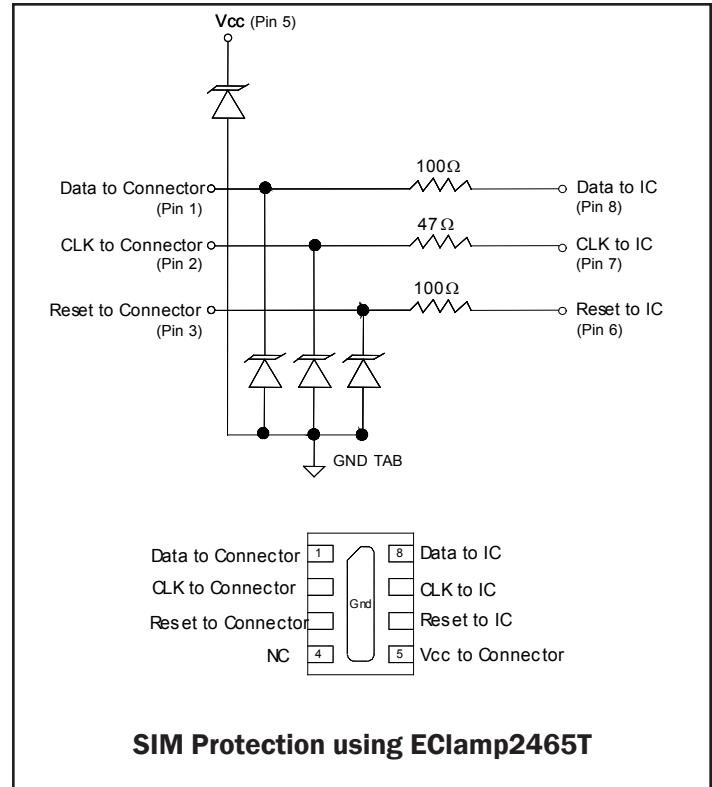 Vcc (Pin 5)
100Ω
Data to Connector
(Pin 1)
Data to IC
(Pin 8)
47Ω
CLK to Connector
(Pin 2)
CLK to IC
(Pin 7)
100Ω
Reset to Connector
(Pin 3)
Reset to IC
(Pin 6)
GND TAB
Data to Connector 1 8 Data to IC
CLK to Connector CLK to IC
Gnd
Reset to Connector Reset to IC
NC 4 5 Vcc to Connector
SIM Protection using EClamp2465T